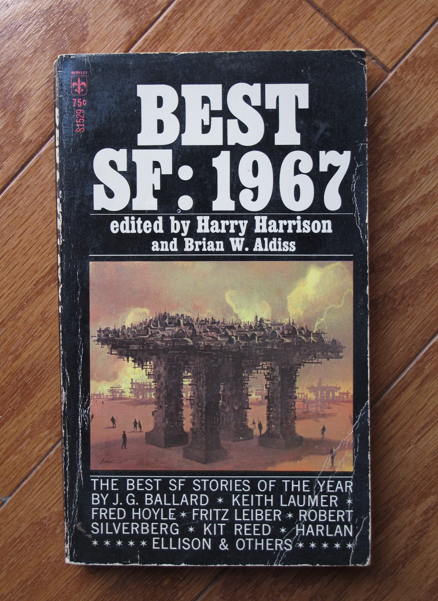 BERKLEY
75¢
S1529
BEST
SF: 1967
edited by Harry Harrison
and Brian W. Aldiss
THE BEST SF STORIES OF THE YEAR
BY J. G. BALLARD * KEITH LAUMER *
FRED HOYLE * FRITZ LEIBER * ROBERT
SILVERBERG * KIT REED * HARLAN
* * * * * ELLISON & OTHERS * * * * *